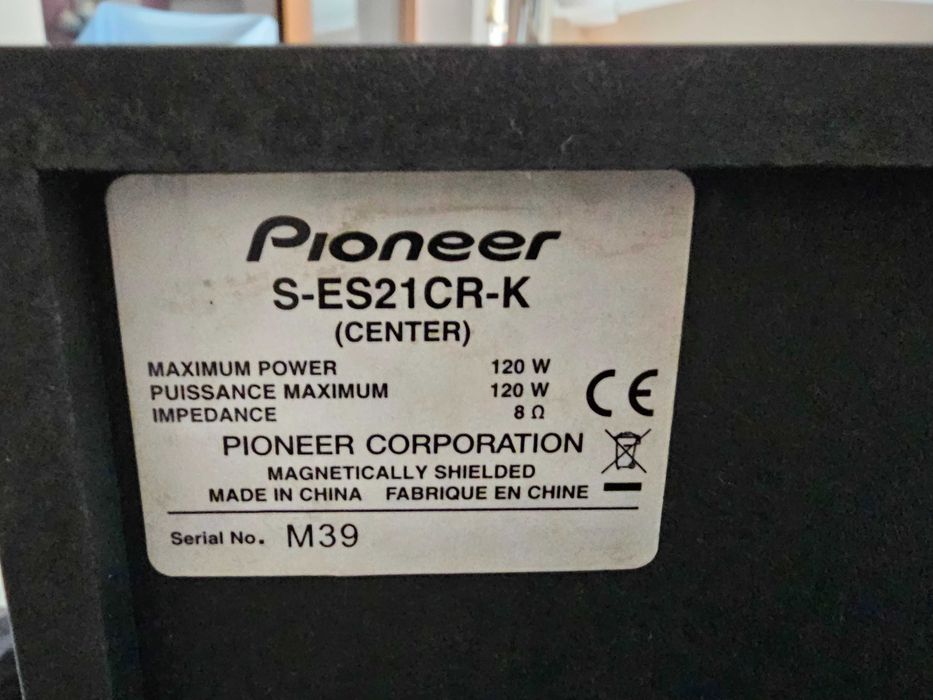 Pioneer
S-ES21CR-K
(CENTER)
MAXIMUM POWER 120 W
PUISSANCE MAXIMUM 120 W
IMPEDANCE 8 Ω
CE
PIONEER CORPORATION
MAGNETICALLY SHIELDED
MADE IN CHINA FABRIQUE EN CHINE
Serial No. M39